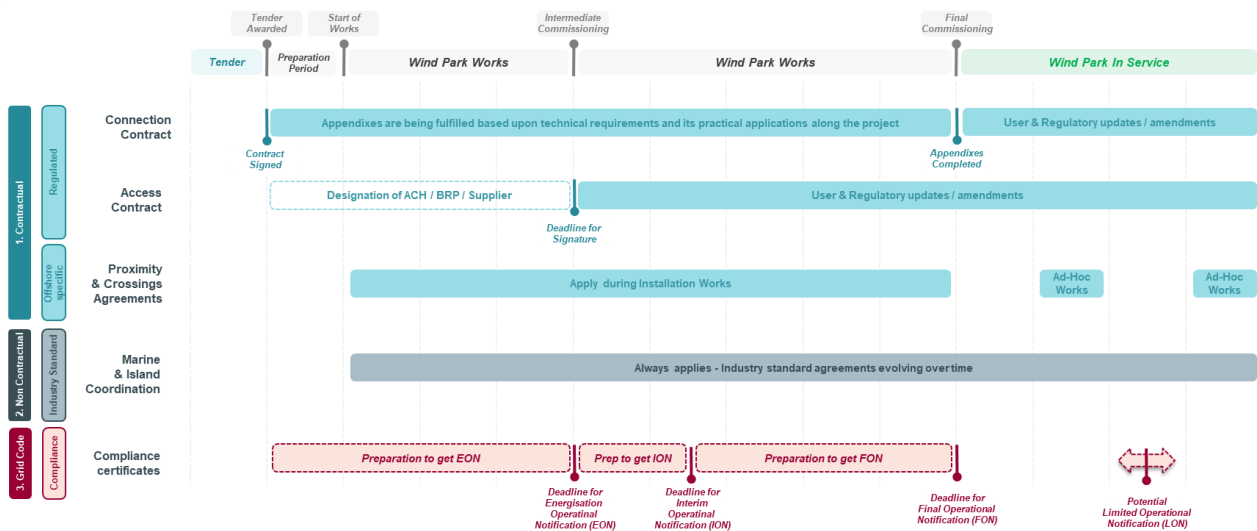 Tender
Awarded
Start of
Works
Intermediate
Commissioning
Final
Commissioning
Tender
Preparation
Period
Wind Park Works
Wind Park Works
Wind Park In Service
1. Contractual
Regulated
Connection
Contract
Appendixes are being fulfilled based upon technical requirements and its practical applications along the project
User & Regulatory updates / amendments
Contract
Signed
Appendixes
Completed
Access
Contract
Designation of ACH / BRP / Supplier
User & Regulatory updates / amendments
Deadline for
Signature
Offshore
specific
Proximity
& Crossings
Agreements
Apply during Installation Works
Ad-Hoc
Works
Ad-Hoc
Works
2. Non Contractual
Industry Standard
Marine
& Island
Coordination
Always applies - Industry standard agreements evolving over time
3. Grid Code
Compliance
Compliance
certificates
Preparation to get EON
Prep to get ION
Preparation to get FON
Deadline for
Energisation
Operatinal
Notification (EON)
Deadline for
Interim
Operatinal
Notification (ION)
Deadline for
Final Operational
Notification (FON)
Potential
Limited Operational
Notification (LON)